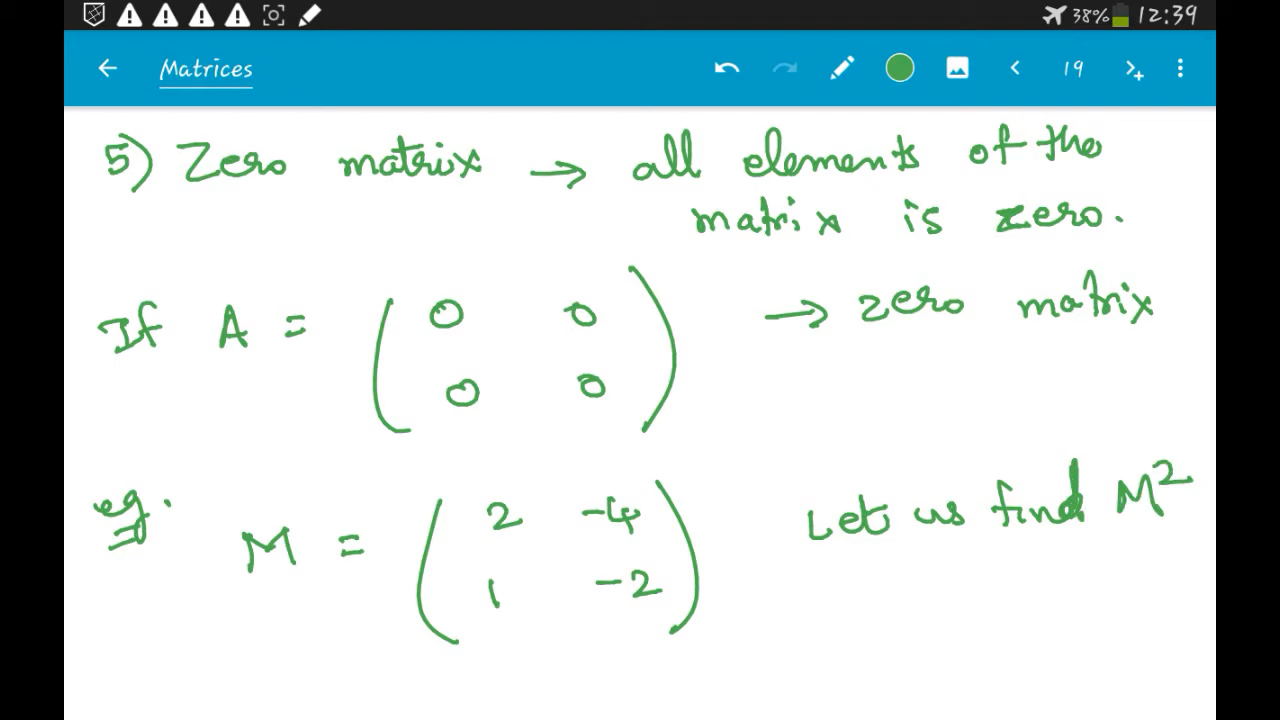 38% 12:39
Matrices 19
5) Zero matrix → all elements of the
matrix is zero.
If A = ( 0 0 → zero matrix
0 0 )
eg. M = ( 2 -4 Let us find M²
1 -2 )